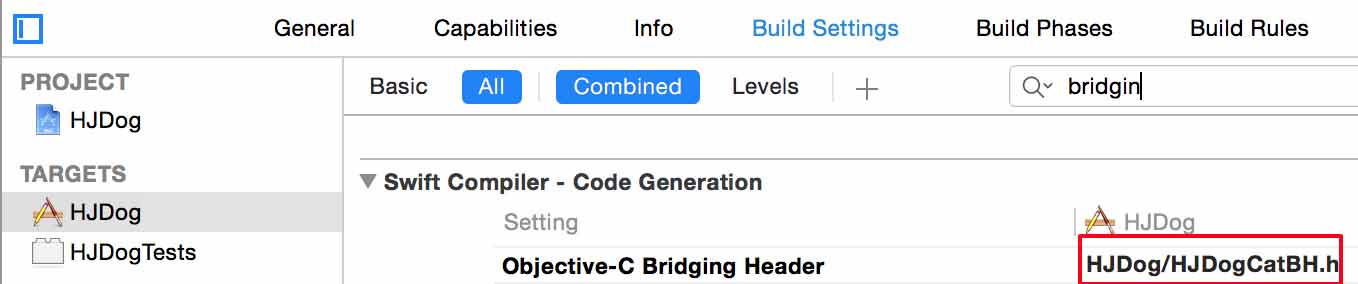 General Capabilities Info Build Settings Build Phases Build Rules
PROJECT
HJDog
TARGETS
HJDog
HJDogTests
Basic All Combined Levels + bridgin
Swift Compiler - Code Generation
Setting HJDog
Objective-C Bridging Header HJDog/HJDogCatBH.h